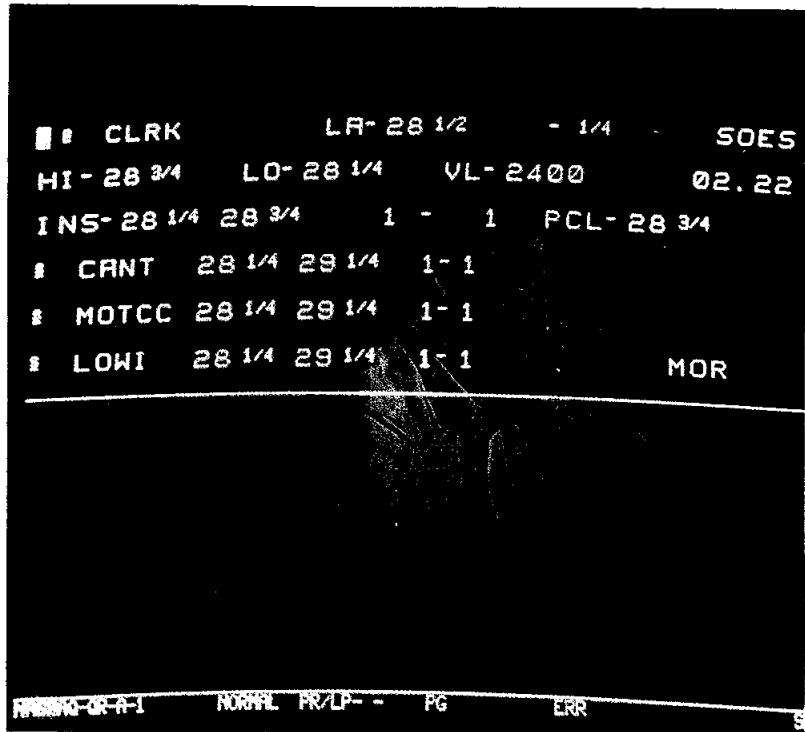 # CLRK LA- 28 1/2 - 1/4 SOES
HI- 28 3/4 LO- 28 1/4 VL- 2400 02.22
INS- 28 1/4 28 3/4 1 - 1 PCL- 28 3/4
# CANT 28 1/4 29 1/4 1- 1
# MOTCC 28 1/4 29 1/4 1- 1
# LOWI 28 1/4 29 1/4 1- 1 MOR
NASDAQ-QR-A-1 NORMAL PR/LP- - PG ERR S